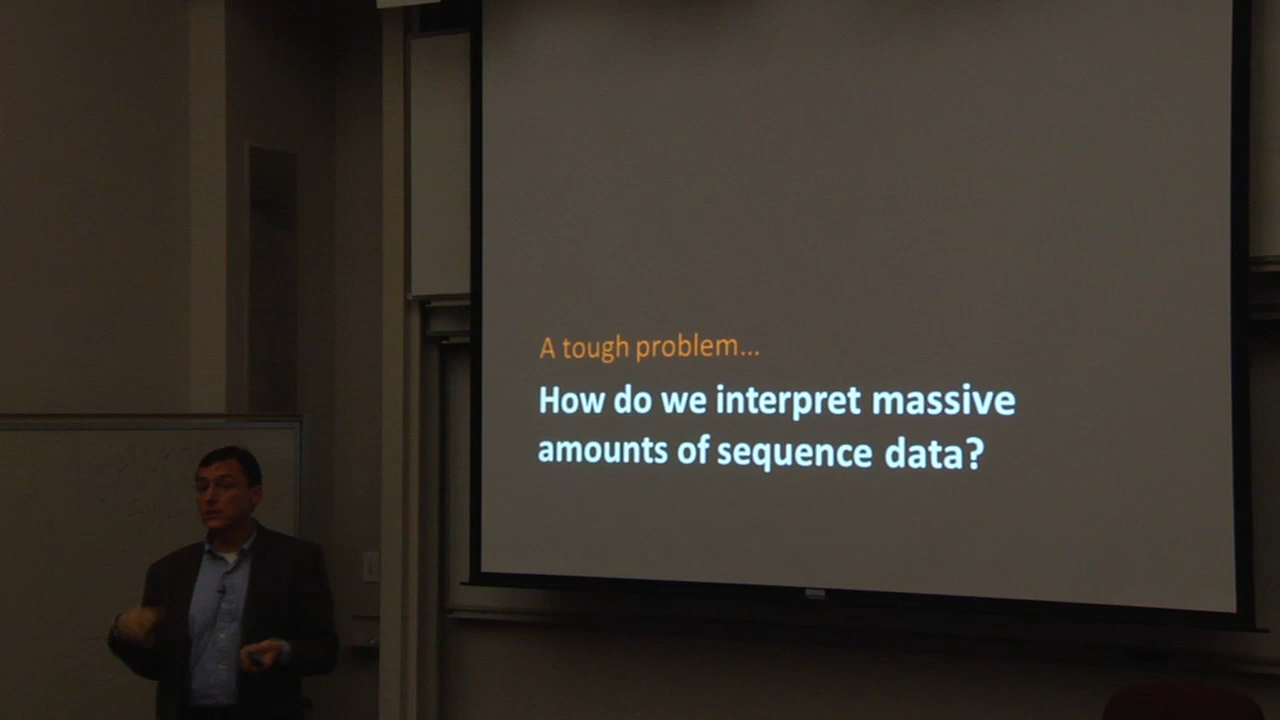 A tough problem...
How do we interpret massive
amounts of sequence data?